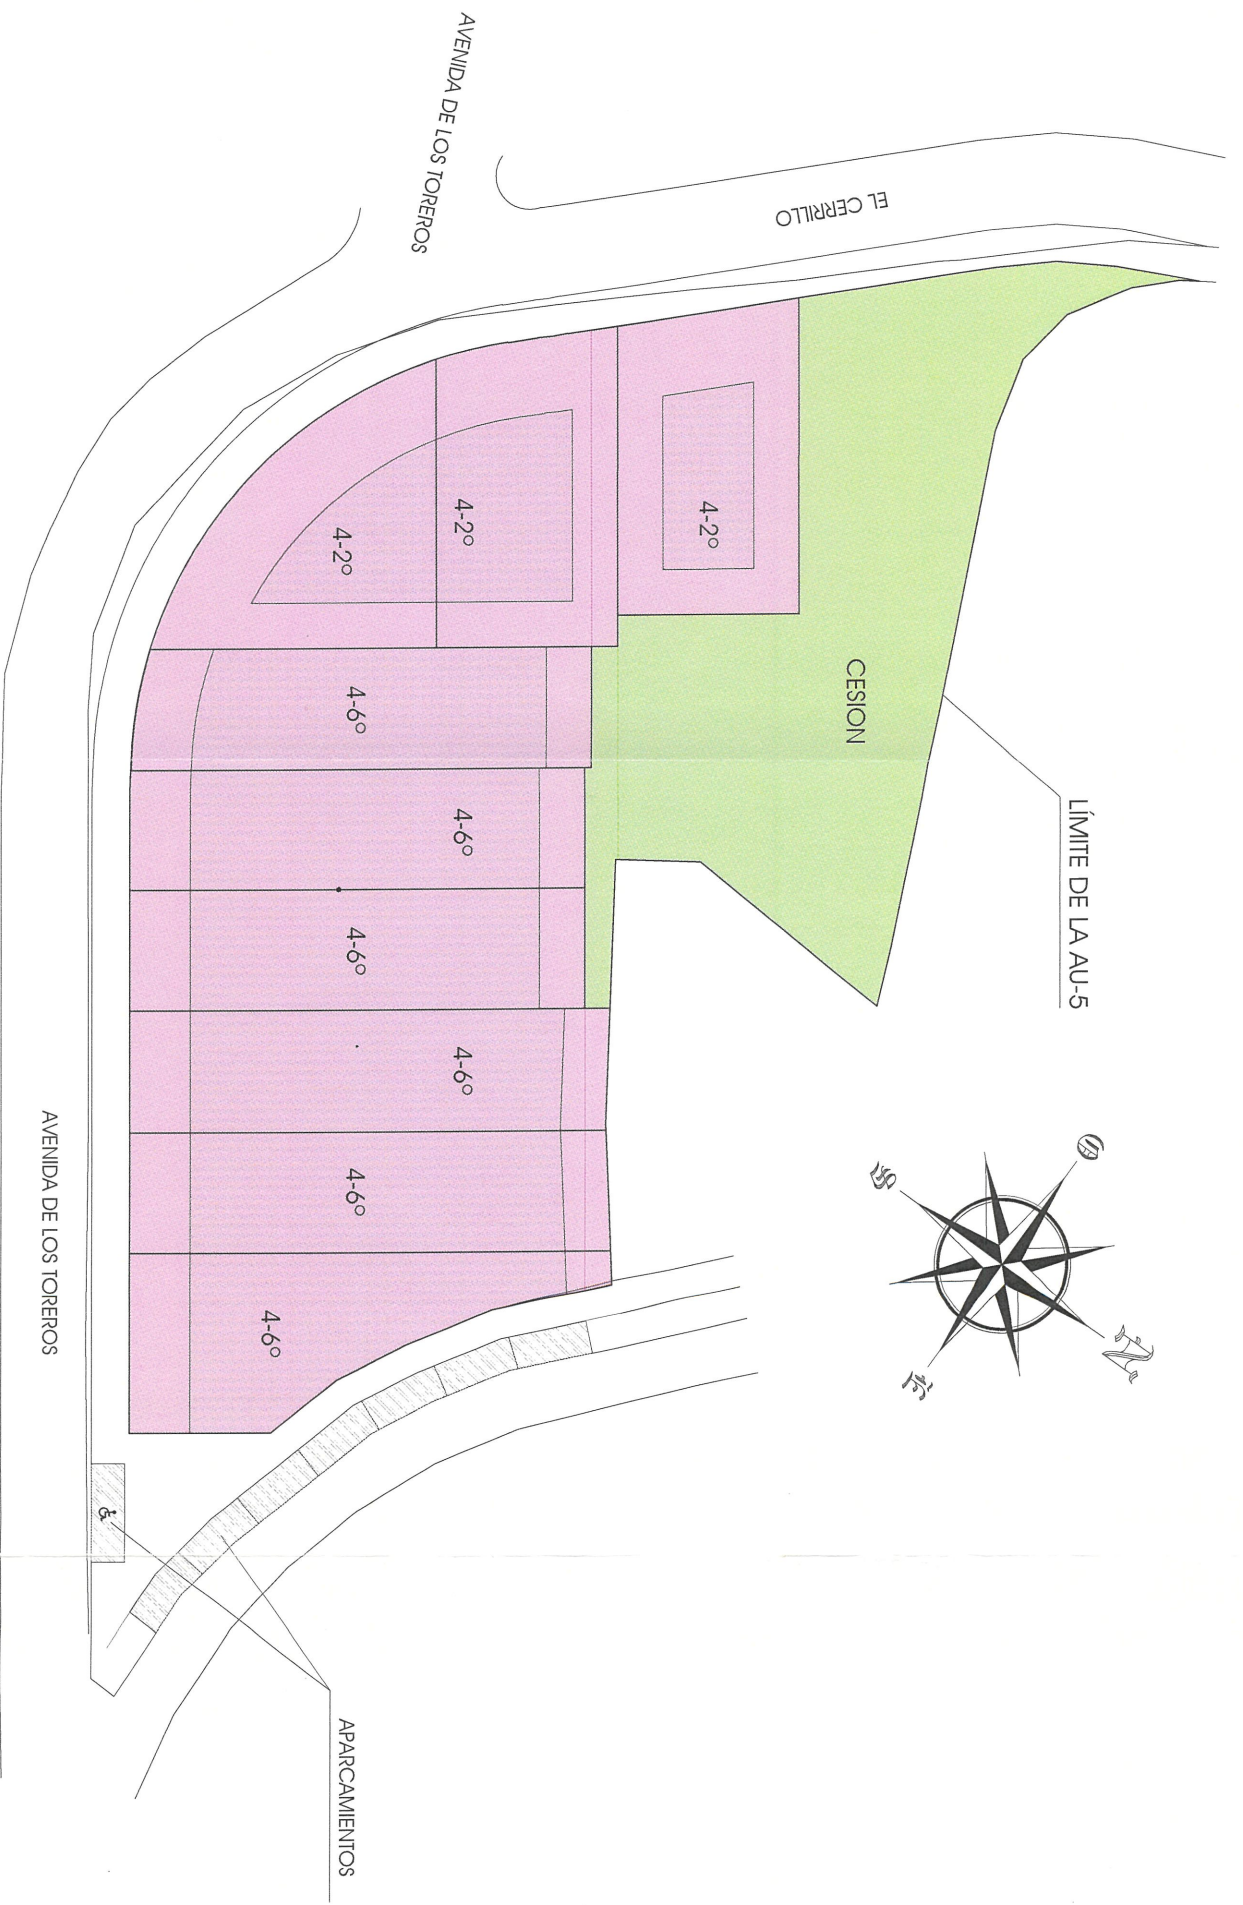 AVENIDA DE LOS TOREROS
EL CERRILLO
4-2º
4-2º
4-2º
CESION
LÍMITE DE LA AU-5
4-6º
4-6º
4-6º
4-6º
4-6º
4-6º
O
S
N
E
AVENIDA DE LOS TOREROS
APARCAMIENTOS